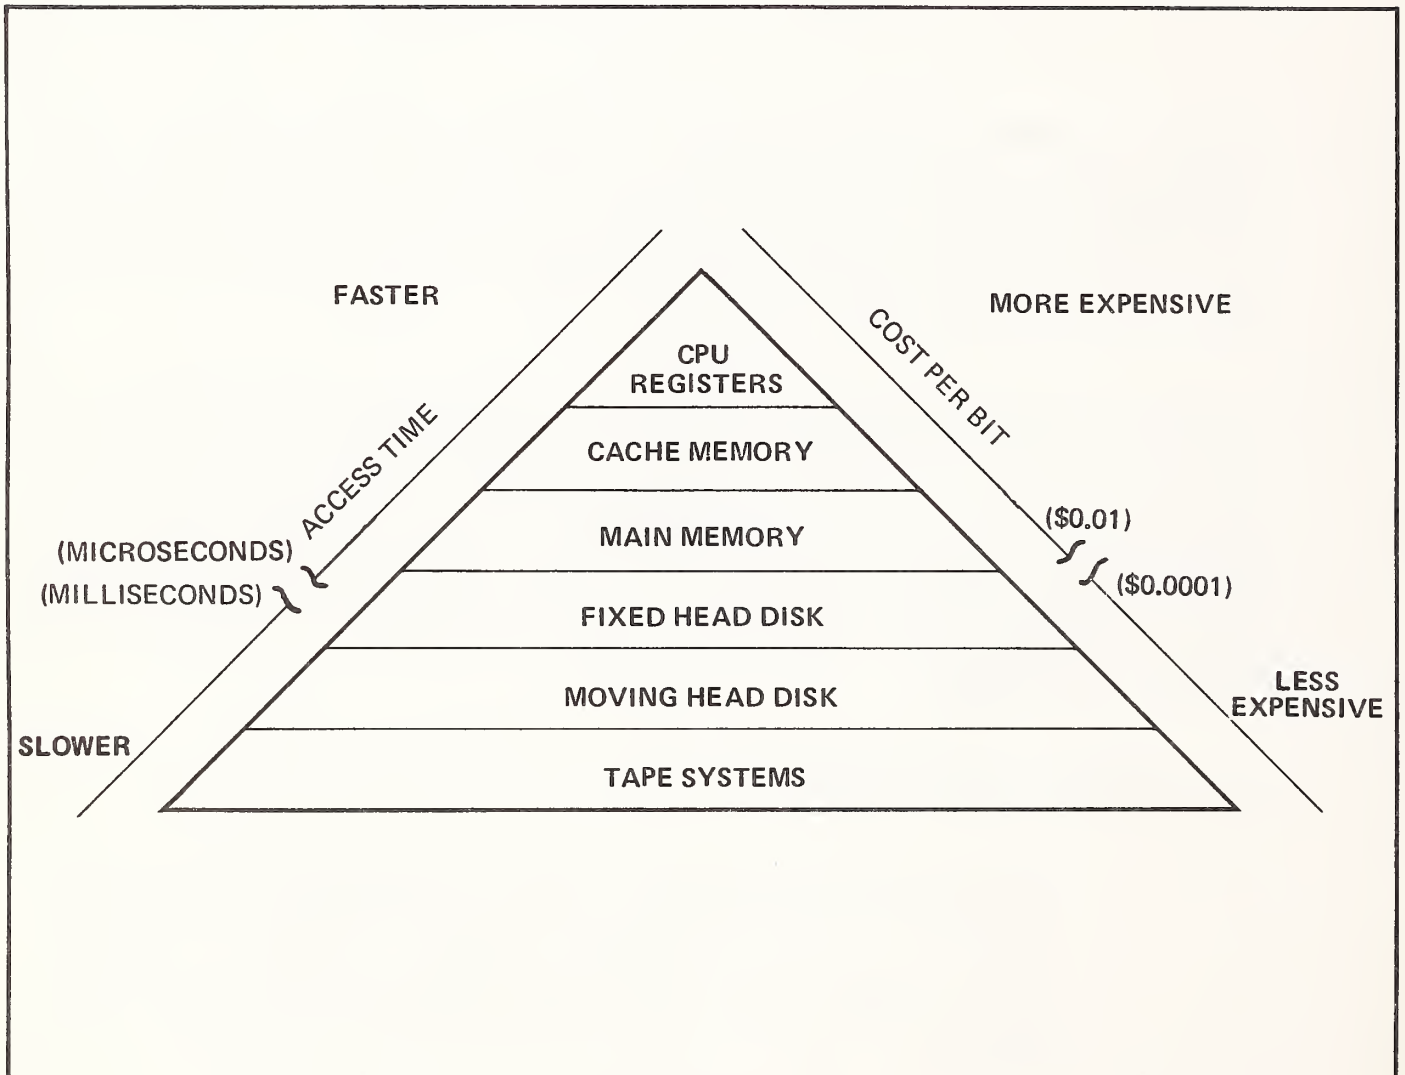 FASTER
MORE EXPENSIVE
COST PER BIT
CPU
REGISTERS
ACCESS TIME
CACHE MEMORY
($0.01)
MAIN MEMORY
(MICROSECONDS)
(MILLISECONDS)
($0.0001)
FIXED HEAD DISK
LESS
EXPENSIVE
MOVING HEAD DISK
SLOWER
TAPE SYSTEMS